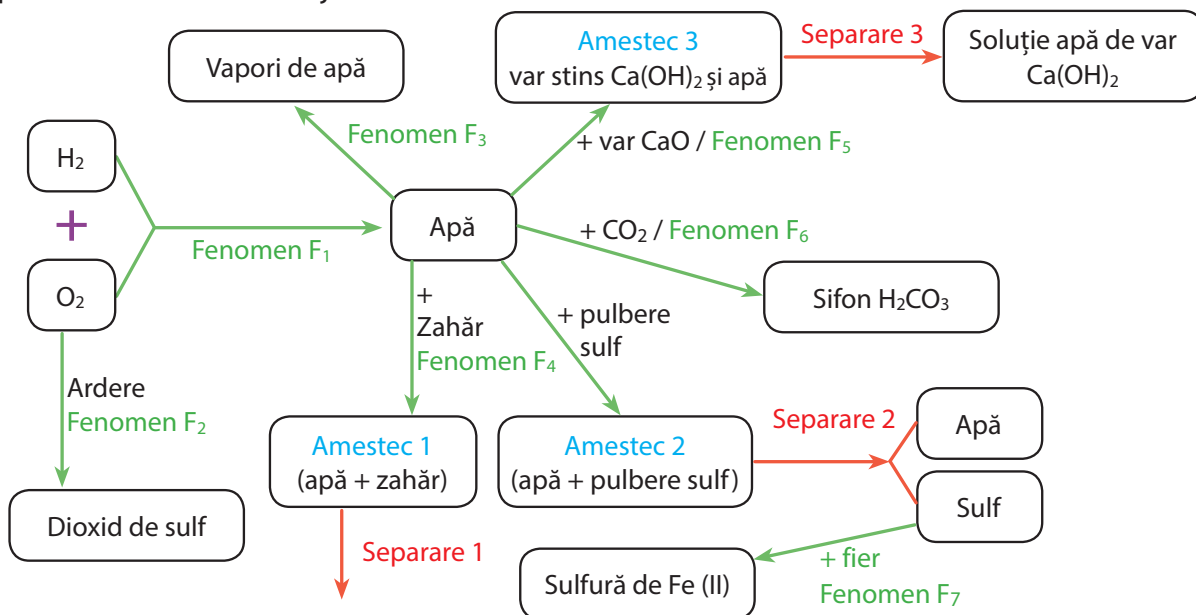 Amestec 3
var stins Ca(OH)₂ și apă
Separare 3
Soluție apă de var
Ca(OH)₂
Vapori de apă
Fenomen F₃
+ var CaO / Fenomen F₅
H₂
+
O₂
Fenomen F₁
Apă
+ CO₂ / Fenomen F₆
Sifon H₂CO₃
+
Zahăr
Fenomen F₄
+ pulbere
sulf
Ardere
Fenomen F₂
Dioxid de sulf
Amestec 1
(apă + zahăr)
Separare 1
Amestec 2
(apă + pulbere sulf)
Separare 2
Apă
Sulf
+ fier
Fenomen F₇
Sulfură de Fe (II)